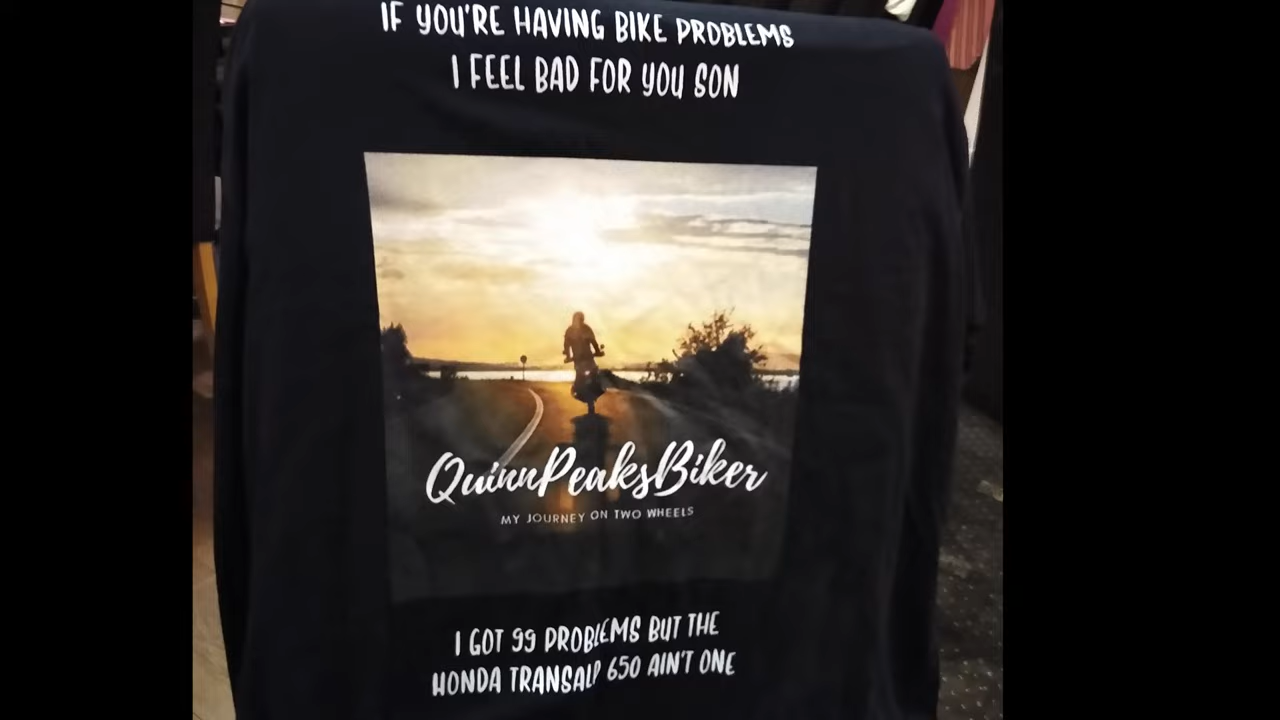 IF YOU'RE HAVING BIKE PROBLEMS
I FEEL BAD FOR YOU SON
QuinnPeaksBiker
MY JOURNEY ON TWO WHEELS
I GOT 99 PROBLEMS BUT THE
HONDA TRANSALP 650 AIN'T ONE